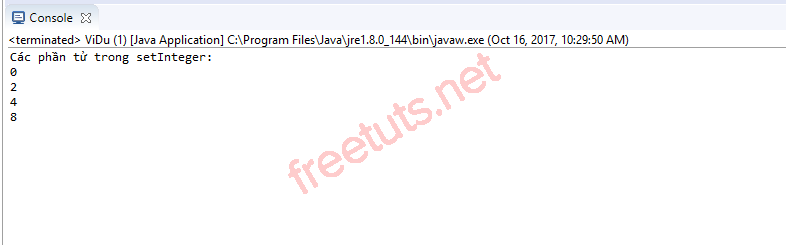 Console
<terminated> ViDu (1) [Java Application] C:\Program Files\Java\jre1.8.0_144\bin\javaw.exe (Oct 16, 2017, 10:29:50 AM)
Các phần tử trong setInteger:
0
2
4
8
freetuts.net